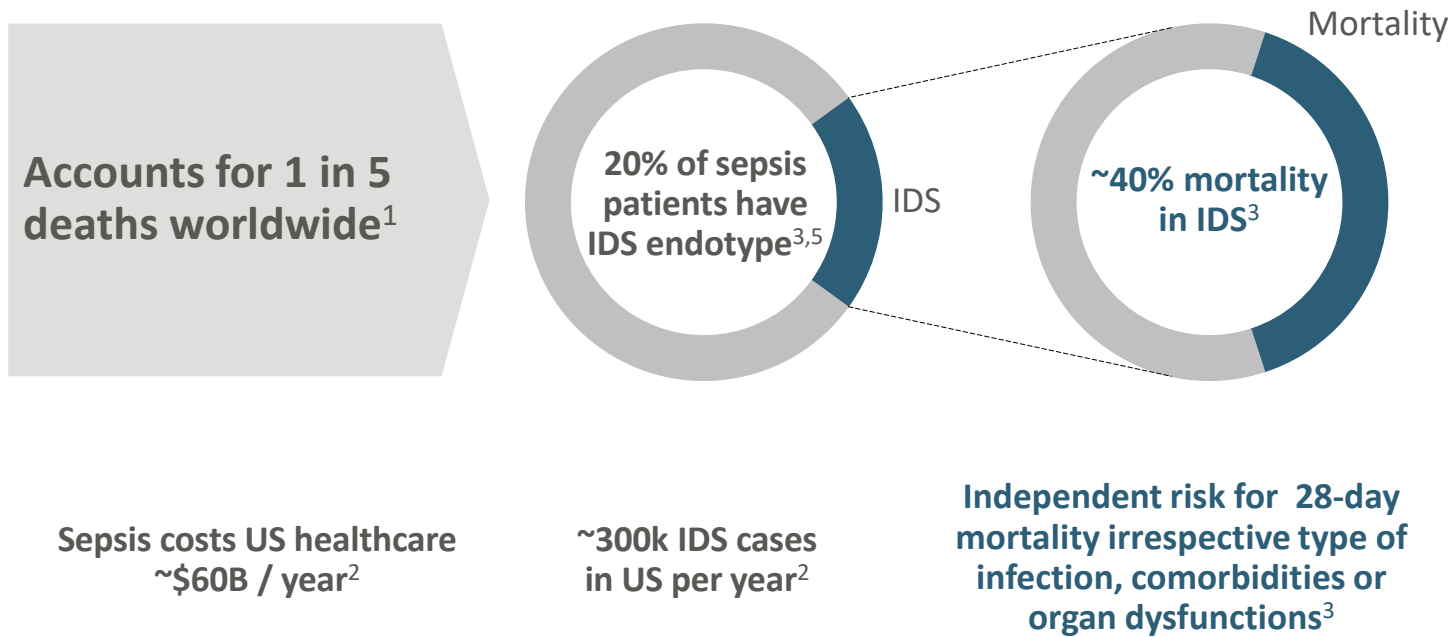 Accounts for 1 in 5
deaths worldwide1
20% of sepsis
patients have
IDS endotype3,5
IDS
Mortality
~40% mortality
in IDS3
Sepsis costs US healthcare
~$60B / year2
~300k IDS cases
in US per year2
Independent risk for 28-day
mortality irrespective type of
infection, comorbidities or
organ dysfunctions3